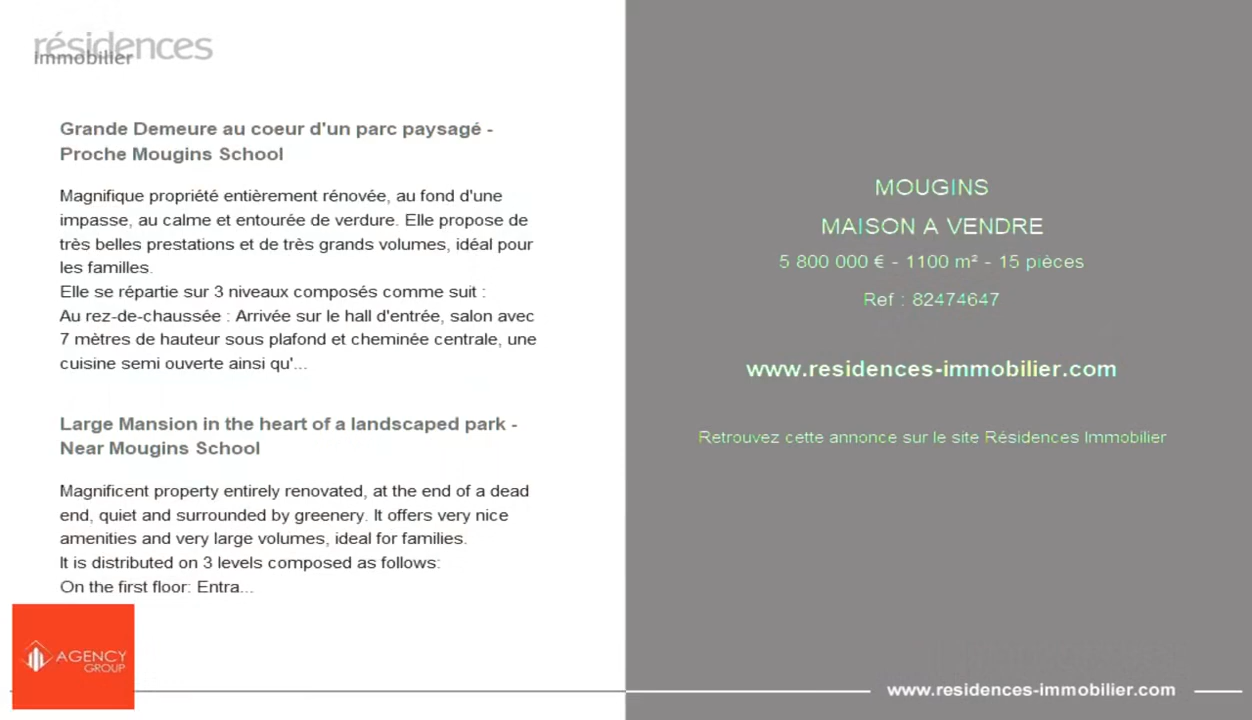 résidences
immobilier
Grande Demeure au coeur d'un parc paysagé -
Proche Mougins School
Magnifique propriété entièrement rénovée, au fond d'une
impasse, au calme et entourée de verdure. Elle propose de
très belles prestations et de très grands volumes, idéal pour
les familles.
Elle se répartie sur 3 niveaux composés comme suit :
Au rez-de-chaussée : Arrivée sur le hall d'entrée, salon avec
7 mètres de hauteur sous plafond et cheminée centrale, une
cuisine semi ouverte ainsi qu'...
Large Mansion in the heart of a landscaped park -
Near Mougins School
Magnificent property entirely renovated, at the end of a dead
end, quiet and surrounded by greenery. It offers very nice
amenities and very large volumes, ideal for families.
It is distributed on 3 levels composed as follows:
On the first floor: Entra...
AGENCY
GROUP
MOUGINS
MAISON A VENDRE
5 800 000 € - 1100 m² - 15 pièces
Ref : 82474647
www.residences-immobilier.com
Retrouvez cette annonce sur le site Résidences Immobilier
www.residences-immobilier.com